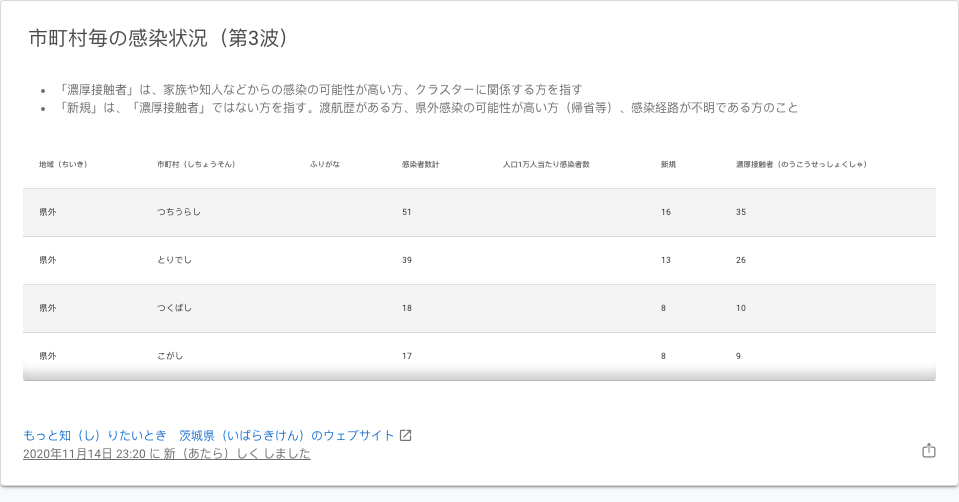 市町村毎の感染状況（第3波）
「濃厚接触者」は、家族や知人などからの感染の可能性が高い方、クラスターに関係する方を指す
「新規」は、「濃厚接触者」ではない方を指す。渡航歴がある方、県外感染の可能性が高い方（帰省等）、感染経路が不明である方のこと
地域（ちいき） 市町村（しちょうそん） ふりがな 感染者数計 人口1万人当たり感染者数 新規 濃厚接触者（のうこうせっしょくしゃ）
県外 つちうらし 51 16 35
県外 とりでし 39 13 26
県外 つくばし 18 8 10
県外 こがし 17 8 9
もっと知（し）りたいとき　茨城県（いばらきけん）のウェブサイト
2020年11月14日 23:20 に 新（あたら）しく しました